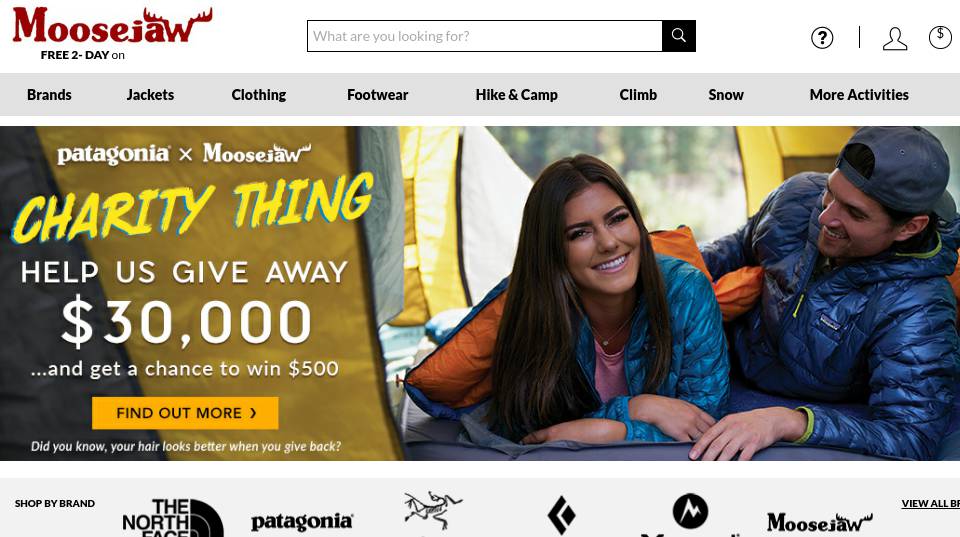 Moosejaw
FREE 2- DAY on
What are you looking for?
?
$
Brands
Jackets
Clothing
Footwear
Hike & Camp
Climb
Snow
More Activities
patagonia® × Moosejaw
CHARITY THING
HELP US GIVE AWAY
$30,000
...and get a chance to win $500
FIND OUT MORE ›
Did you know, your hair looks better when you give back?
patagonia
SHOP BY BRAND
THE
NORTH
FACE
patagonia®
Moosejaw
VIEW ALL BR